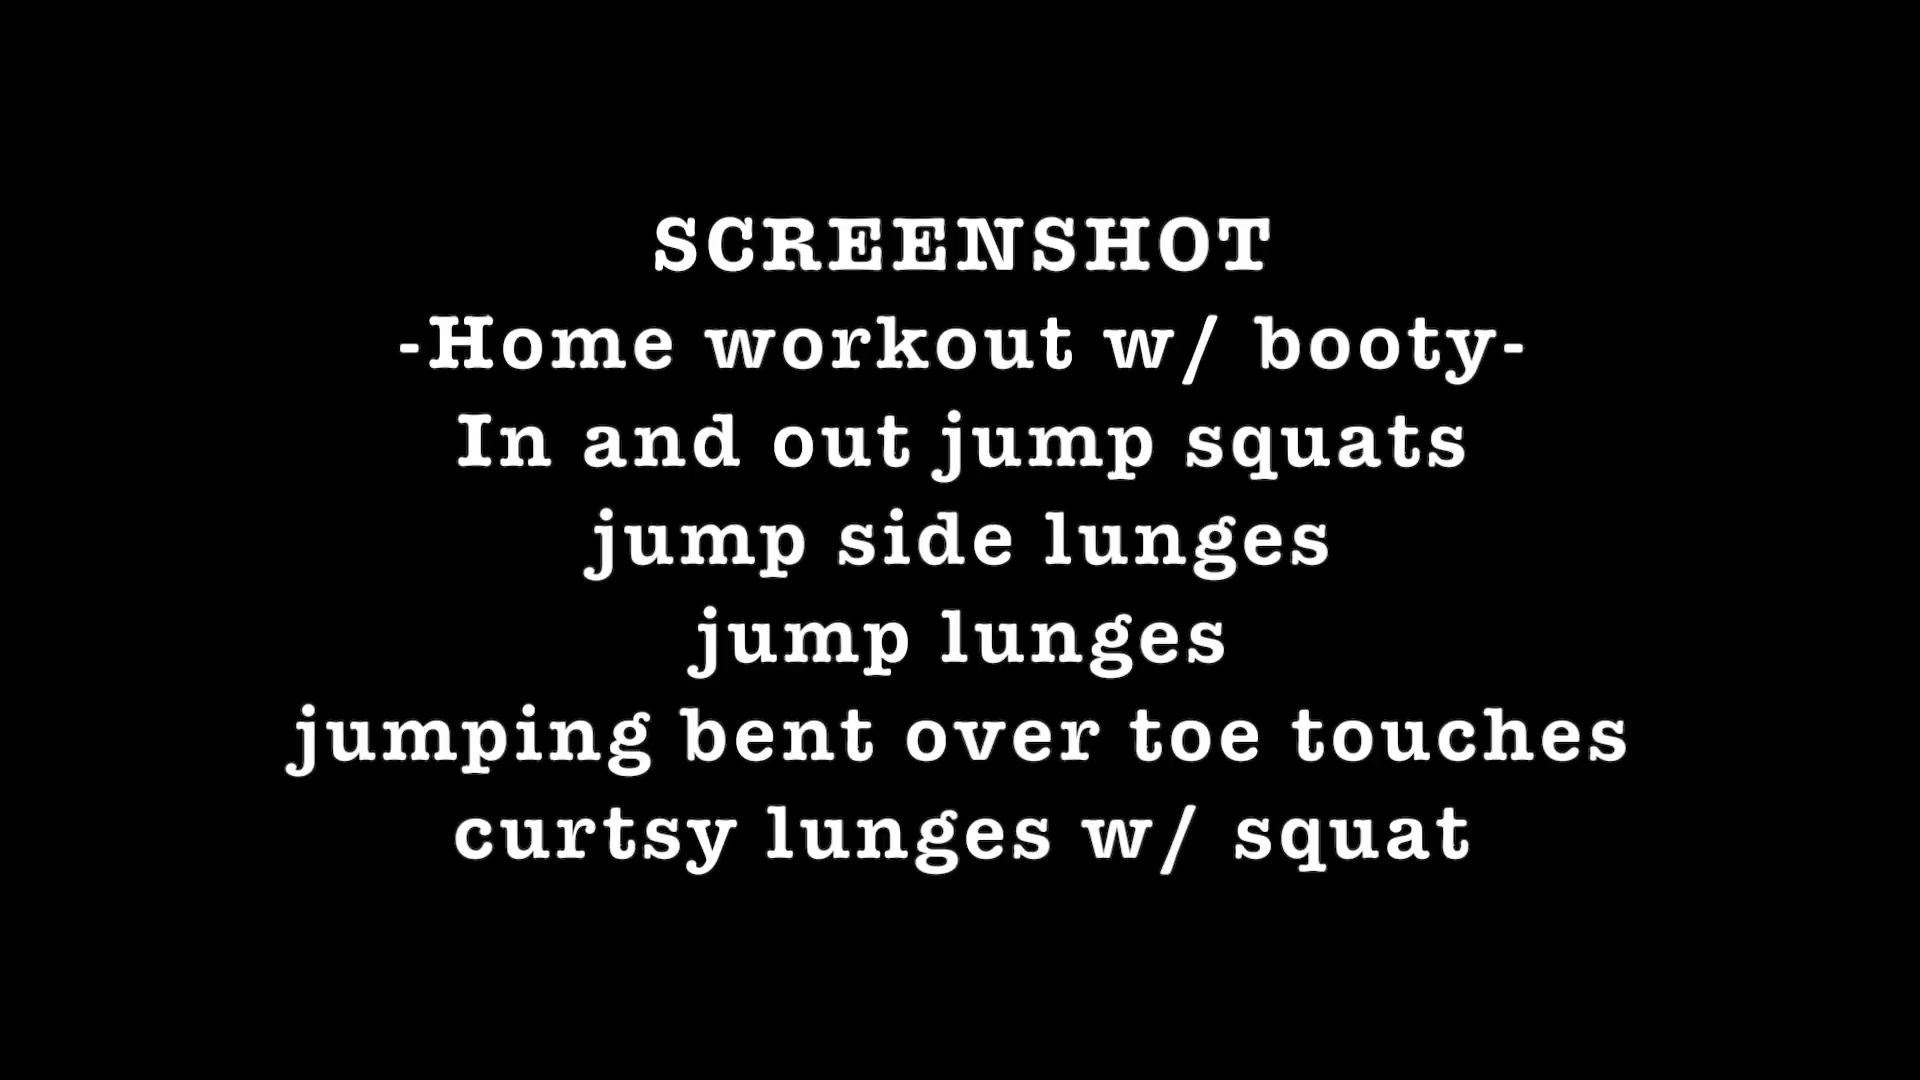 SCREENSHOT
-Home workout w/ booty-
In and out jump squats
jump side lunges
jump lunges
jumping bent over toe touches
curtsy lunges w/ squat